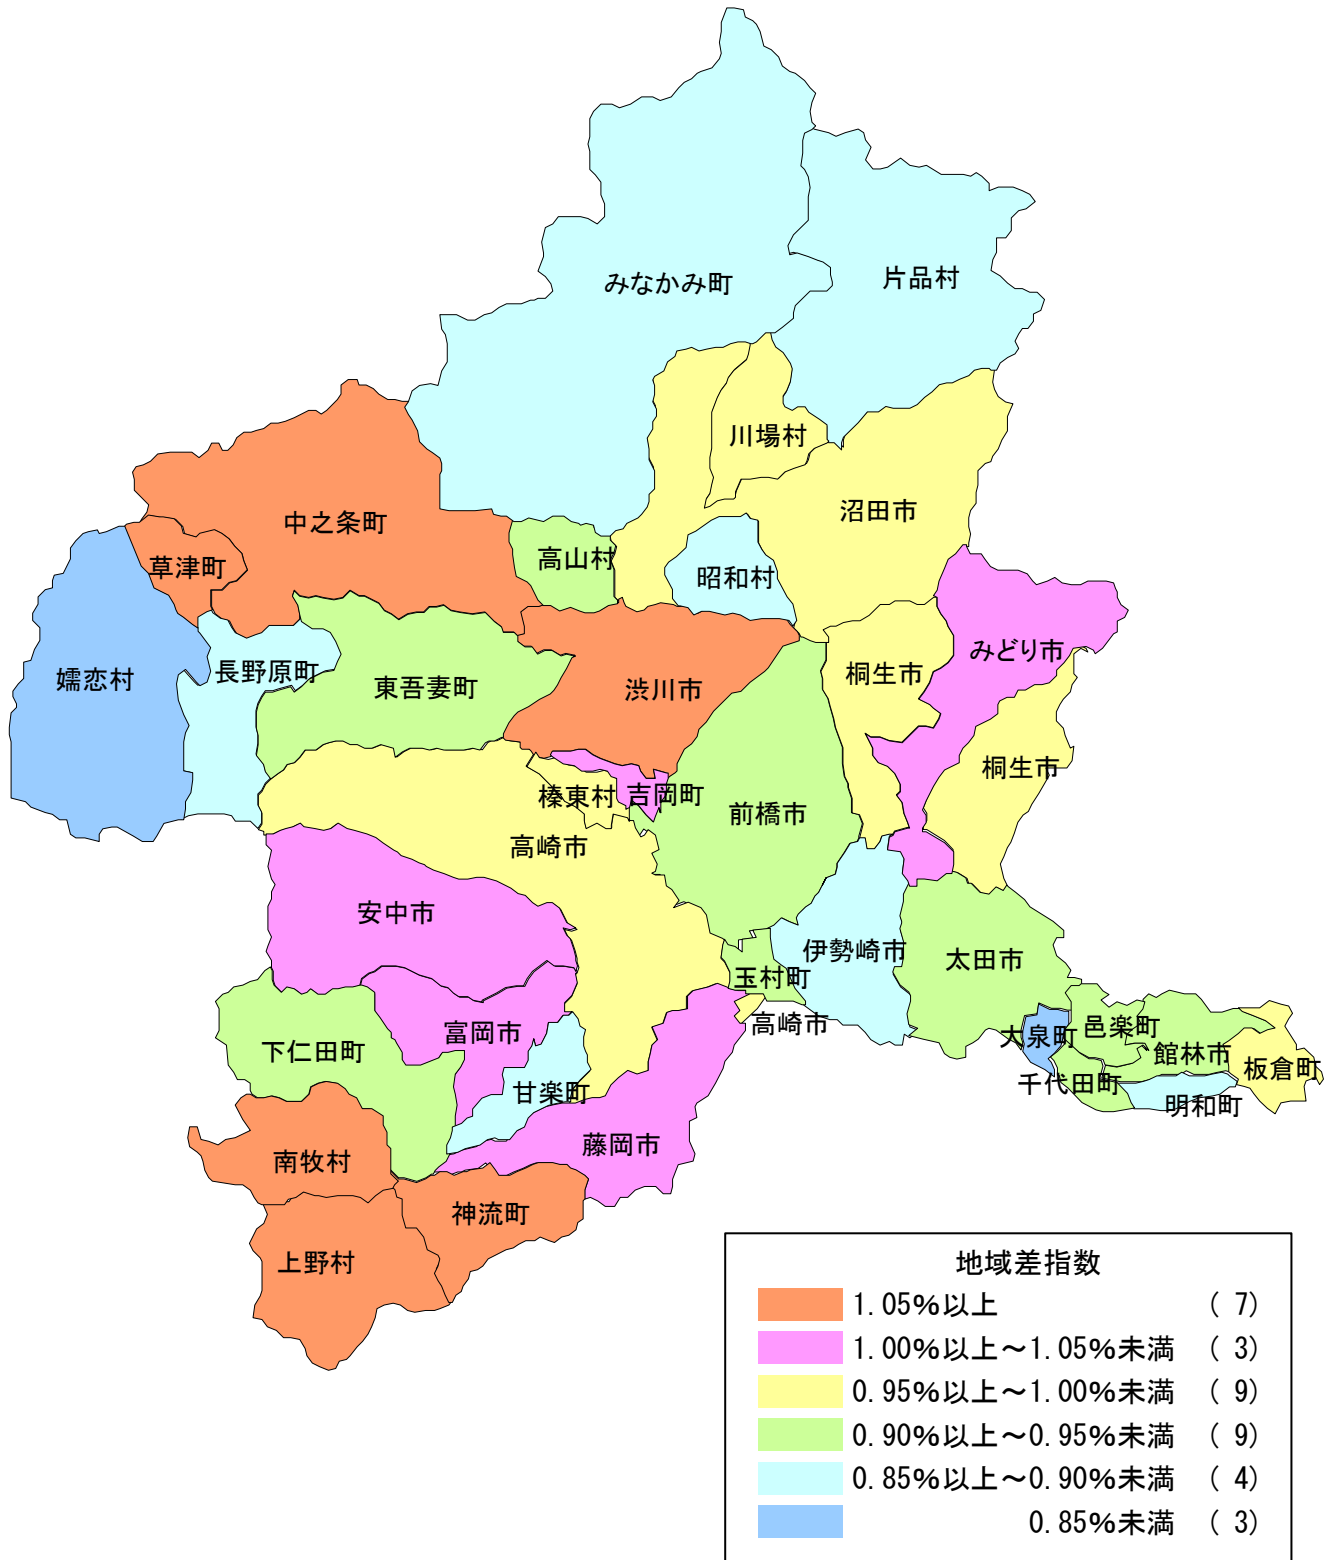 みなかみ町
片品村
川場村
沼田市
中之条町
高山村
草津町
昭和村
みどり市
桐生市
長野原町
嬬恋村
東吾妻町
渋川市
桐生市
榛東村
吉岡町
前橋市
高崎市
安中市
伊勢崎市
太田市
玉村町
高崎市
富岡市
大泉町
邑楽町
下仁田町
館林市
板倉町
千代田町
甘楽町
明和町
藤岡市
南牧村
神流町
上野村
地域差指数
1.05%以上 ( 7)
1.00%以上～1.05%未満 ( 3)
0.95%以上～1.00%未満 ( 9)
0.90%以上～0.95%未満 ( 9)
0.85%以上～0.90%未満 ( 4)
0.85%未満 ( 3)